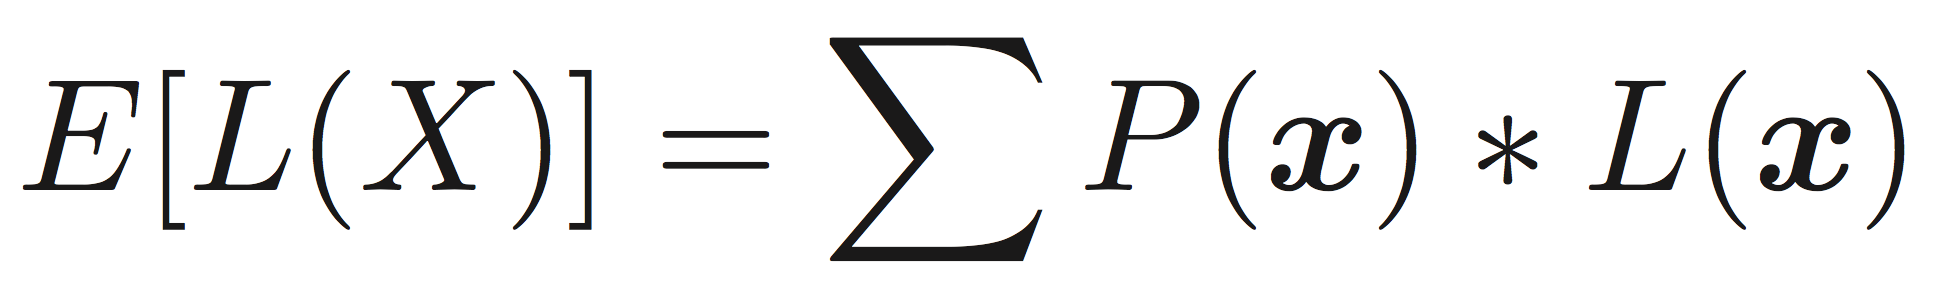 E[L(X)] = ∑ P(𝒙) * L(𝒙)